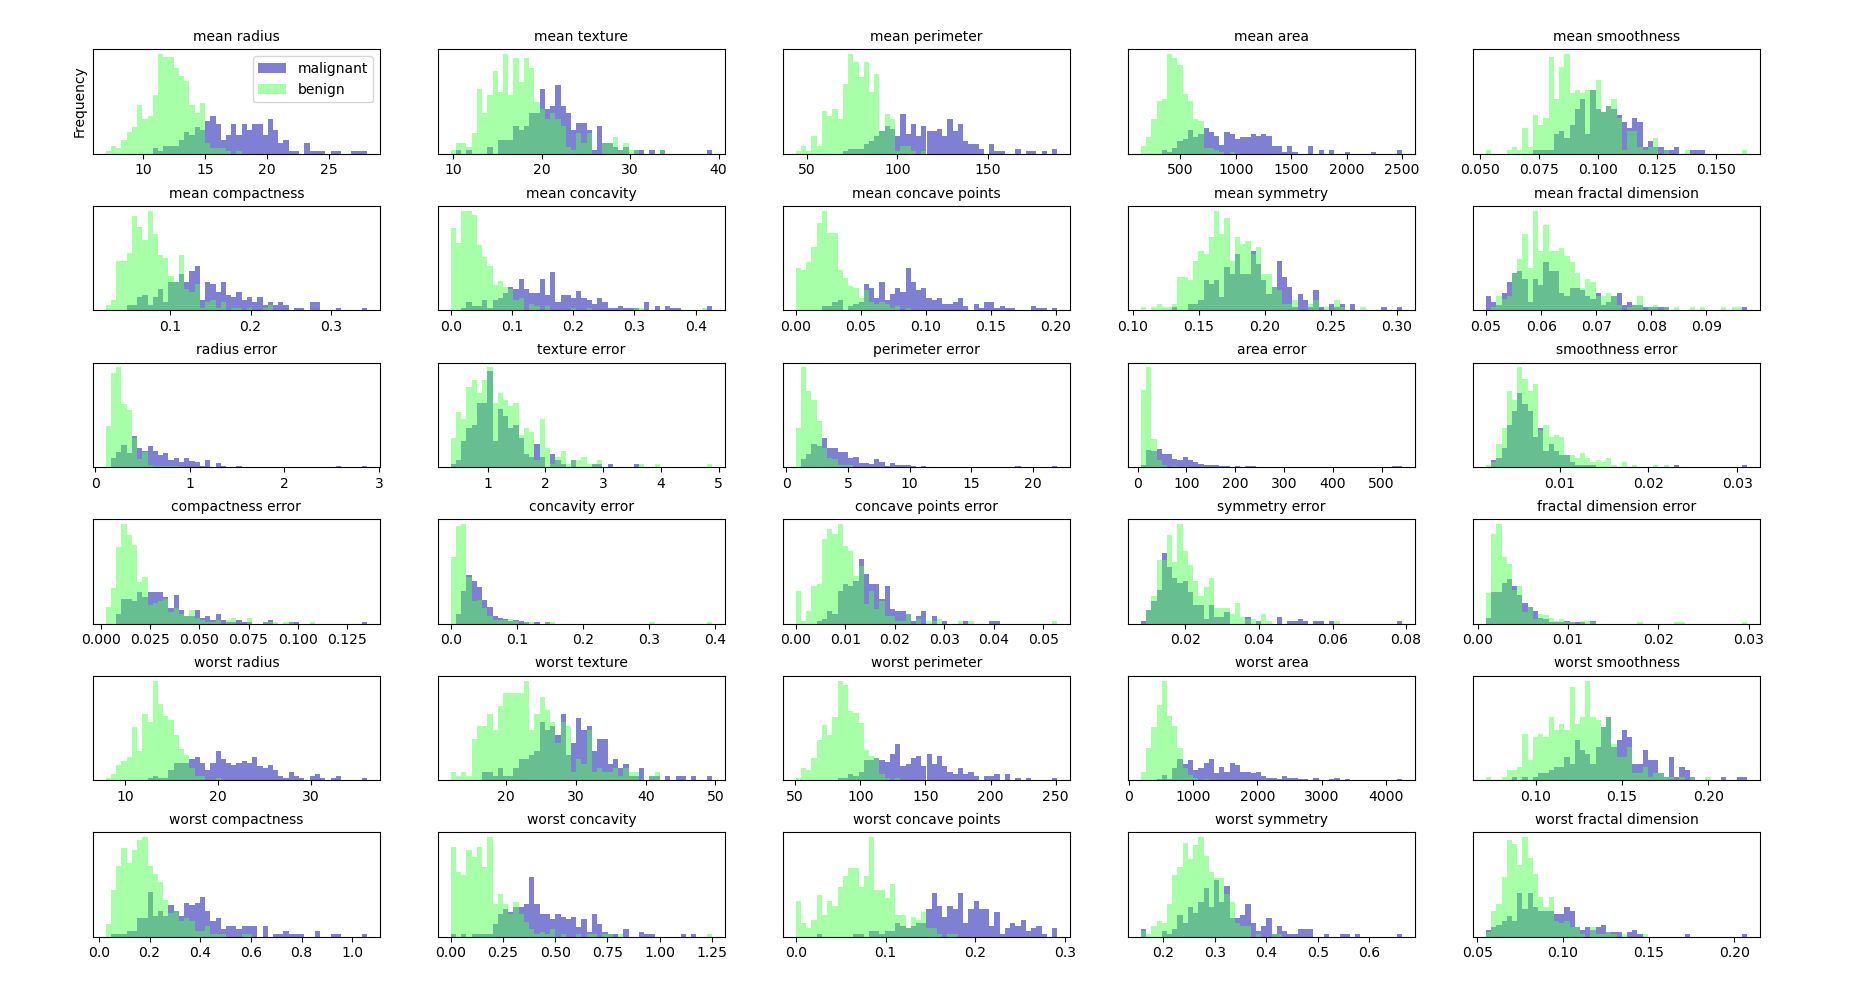 mean radius mean texture mean perimeter mean area mean smoothness
Frequency
malignant
benign
10 15 20 25 10 20 30 40 50 100 150 500 1000 1500 2000 2500 0.050 0.075 0.100 0.125 0.150
mean compactness mean concavity mean concave points mean symmetry mean fractal dimension
0.1 0.2 0.3 0.0 0.1 0.2 0.3 0.4 0.00 0.05 0.10 0.15 0.20 0.10 0.15 0.20 0.25 0.30 0.05 0.06 0.07 0.08 0.09
radius error texture error perimeter error area error smoothness error
0 1 2 3 1 2 3 4 5 0 5 10 15 20 0 100 200 300 400 500 0.01 0.02 0.03
compactness error concavity error concave points error symmetry error fractal dimension error
0.000 0.025 0.050 0.075 0.100 0.125 0.0 0.1 0.2 0.3 0.4 0.00 0.01 0.02 0.03 0.04 0.05 0.02 0.04 0.06 0.08 0.00 0.01 0.02 0.03
worst radius worst texture worst perimeter worst area worst smoothness
10 20 30 20 30 40 50 50 100 150 200 250 0 1000 2000 3000 4000 0.10 0.15 0.20
worst compactness worst concavity worst concave points worst symmetry worst fractal dimension
0.0 0.2 0.4 0.6 0.8 1.0 0.00 0.25 0.50 0.75 1.00 1.25 0.0 0.1 0.2 0.3 0.2 0.3 0.4 0.5 0.6 0.05 0.10 0.15 0.20